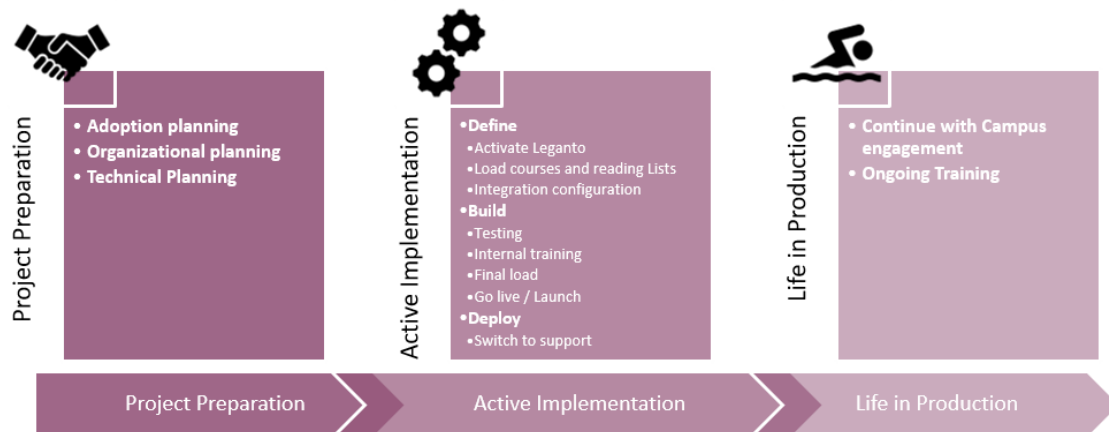 Project Preparation
• Adoption planning
• Organizational planning
• Technical Planning
Active Implementation
•Define
•Activate Leganto
•Load courses and reading Lists
•Integration configuration
•Build
•Testing
•Internal training
•Final load
•Go live / Launch
•Deploy
•Switch to support
Life in Production
• Continue with Campus
engagement
• Ongoing Training
Project Preparation
Active Implementation
Life in Production